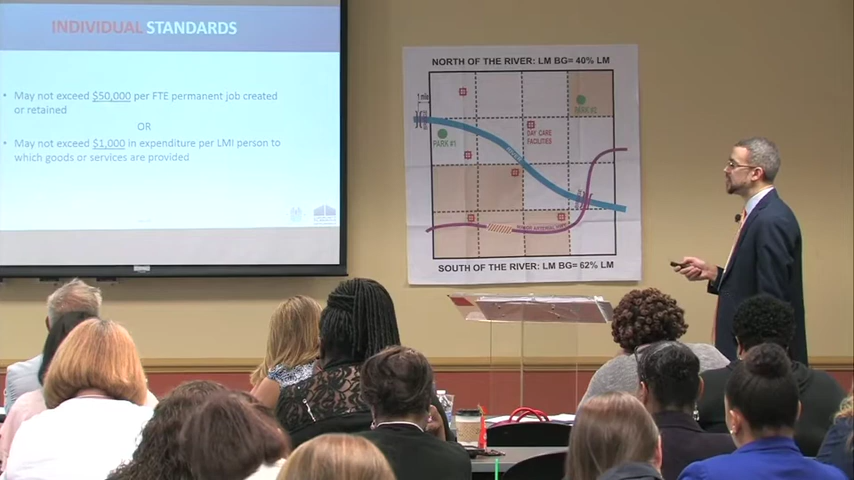 INDIVIDUAL STANDARDS
• May not exceed $50,000 per FTE permanent job created
or retained
OR
• May not exceed $1,000 in expenditure per LMI person to
which goods or services are provided
NORTH OF THE RIVER: LM BG= 40% LM
1 mile
PARK #2
PARK #1
DAY CARE
FACILITIES
SOUTH OF THE RIVER: LM BG= 62% LM